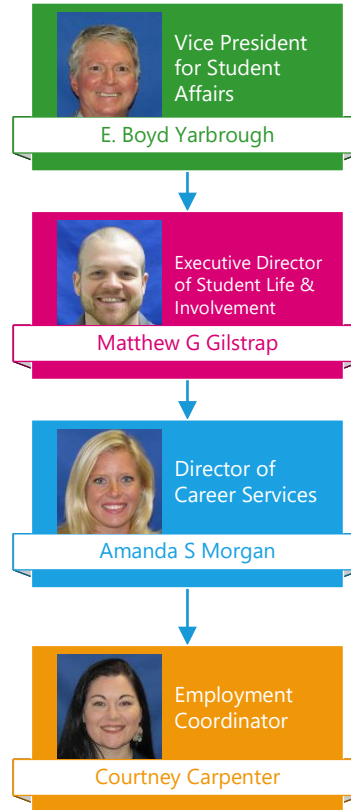 Vice President
for Student
Affairs
E. Boyd Yarbrough
Executive Director
of Student Life &
Involvement
Matthew G Gilstrap
Director of
Career Services
Amanda S Morgan
Employment
Coordinator
Courtney Carpenter